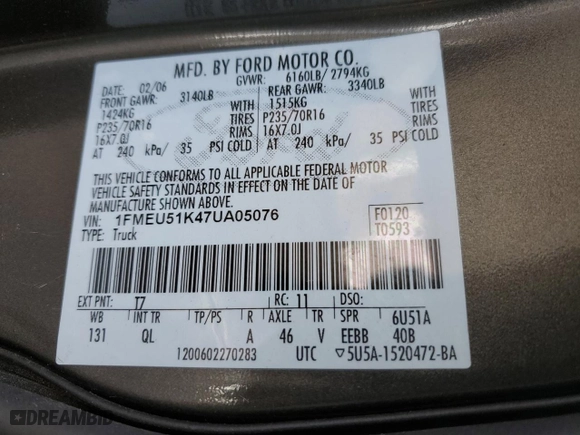 MFD. BY FORD MOTOR CO.
DATE: 02/06 GVWR: 6160LB/ 2794KG
FRONT GAWR: 3140LB REAR GAWR: 3340LB
1424KG WITH 1515KG WITH
P235/70R16 TIRES P235/70R16 TIRES
16X7.0J RIMS 16X7.0J RIMS
AT 240 kPa/ 35 PSI COLD AT 240 kPa/ 35 PSI COLD
THIS VEHICLE CONFORMS TO ALL APPLICABLE FEDERAL MOTOR
VEHICLE SAFETY STANDARDS IN EFFECT ON THE DATE OF
MANUFACTURE SHOWN ABOVE.
VIN: 1FMEU51K47UA05076 F0120
TYPE: Truck T0593
EXT PNT: T7 RC: 11 DSO:
WB INT TR TP/PS R AXLE TR SPR 6U51A
131 QL A 46 V EEBB 40B
1200602270283 UTC ▽5U5A-1520472-BA
DREAMBID